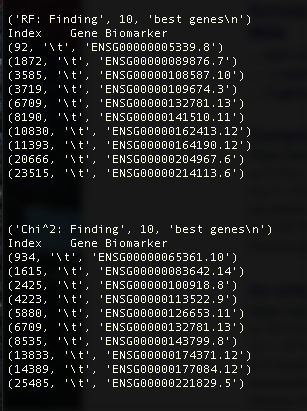 ('RF: Finding', 10, 'best genes\n')
Index    Gene Biomarker
(92, '\t', 'ENSG00000005339.8')
(1872, '\t', 'ENSG00000089876.7')
(3585, '\t', 'ENSG00000108587.10')
(3719, '\t', 'ENSG00000109674.3')
(6709, '\t', 'ENSG00000132781.13')
(8190, '\t', 'ENSG00000141510.11')
(10830, '\t', 'ENSG00000162413.12')
(11393, '\t', 'ENSG00000164190.12')
(20666, '\t', 'ENSG00000204967.6')
(23515, '\t', 'ENSG00000214113.6')
('Chi^2: Finding', 10, 'best genes\n')
Index    Gene Biomarker
(934, '\t', 'ENSG00000065361.10')
(1615, '\t', 'ENSG00000083642.14')
(2425, '\t', 'ENSG00000100918.8')
(4223, '\t', 'ENSG00000113522.9')
(5880, '\t', 'ENSG00000126653.11')
(6709, '\t', 'ENSG00000132781.13')
(8535, '\t', 'ENSG00000143799.8')
(13833, '\t', 'ENSG00000174371.12')
(14389, '\t', 'ENSG00000177084.12')
(25485, '\t', 'ENSG00000221829.5')